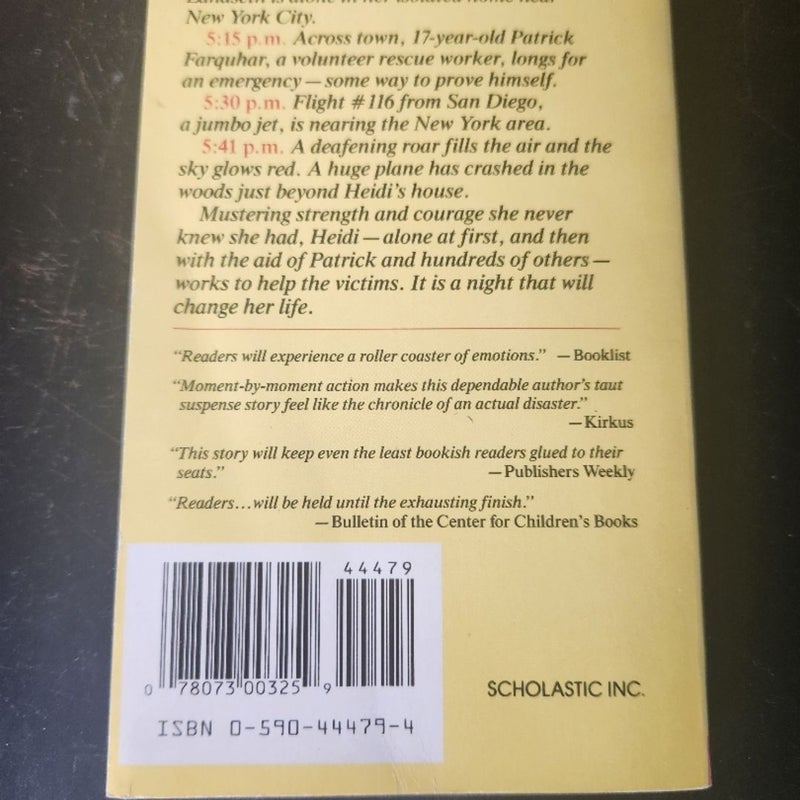 Landseth is alone in her isolated home near
New York City.
5:15 p.m. Across town, 17-year-old Patrick
Farquhar, a volunteer rescue worker, longs for
an emergency — some way to prove himself.
5:30 p.m. Flight #116 from San Diego,
a jumbo jet, is nearing the New York area.
5:41 p.m. A deafening roar fills the air and the
sky glows red. A huge plane has crashed in the
woods just beyond Heidi's house.
Mustering strength and courage she never
knew she had, Heidi — alone at first, and then
with the aid of Patrick and hundreds of others —
works to help the victims. It is a night that will
change her life.
"Readers will experience a roller coaster of emotions." — Booklist
"Moment-by-moment action makes this dependable author's taut
suspense story feel like the chronicle of an actual disaster."
— Kirkus
"This story will keep even the least bookish readers glued to their
seats." — Publishers Weekly
"Readers...will be held until the exhausting finish."
— Bulletin of the Center for Children's Books
44479
0 78073 00325 9
ISBN 0-590-44479-4
SCHOLASTIC INC.